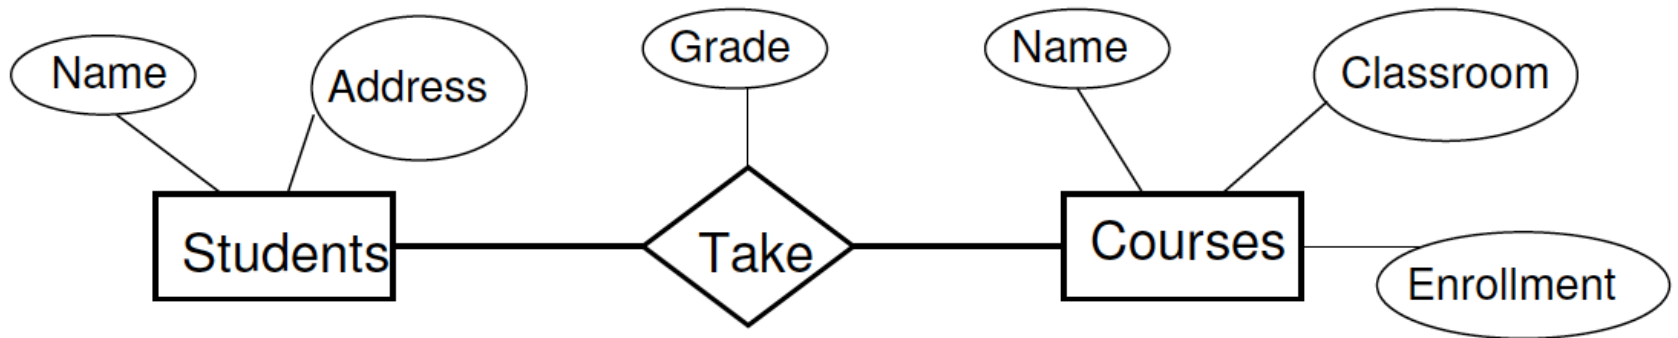 Name
Address
Grade
Name
Classroom
Students
Take
Courses
Enrollment